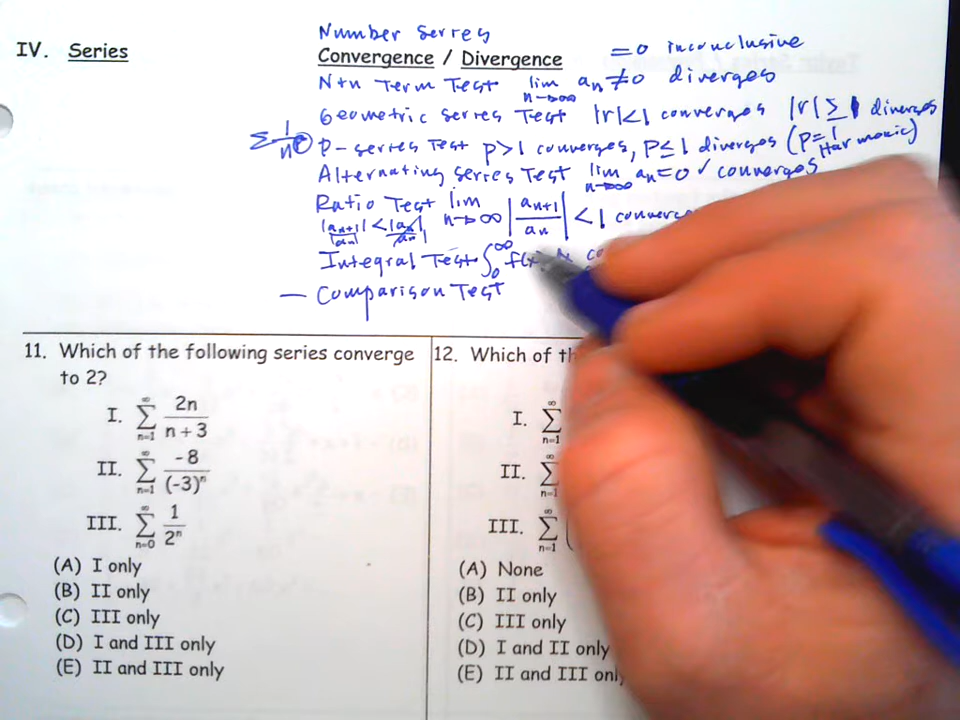 Number series
IV. Series
Convergence / Divergence
=0 inconclusive
Nth Term Test lim n→∞ an ≠ 0 diverges
Geometric series Test |r|<1 converges |r|≥1 diverges
Σ 1/n^p p-series Test p>1 converges, p≤1 diverges (p=1 Harmonic)
Alternating series Test lim n→∞ an=0 ✓ converges
Ratio Test lim n→∞ |an+1/an| < 1
|an+1|/|an| < |an|/|an|
Integral Test ∫0^∞ f(x)
— Comparison Test
11. Which of the following series converge
to 2?
I. ∞ Σ n=1 2n/(n + 3)
II. ∞ Σ n=1 -8/(-3)^n
III. ∞ Σ n=0 1/2^n
(A) I only
(B) II only
(C) III only
(D) I and III only
(E) II and III only
12. Which of
I. ∞ Σ n=1
II. ∞ Σ n=1
III. ∞ Σ n=1 (
(A) None
(B) II only
(C) III only
(D) I and II only
(E) II and III only